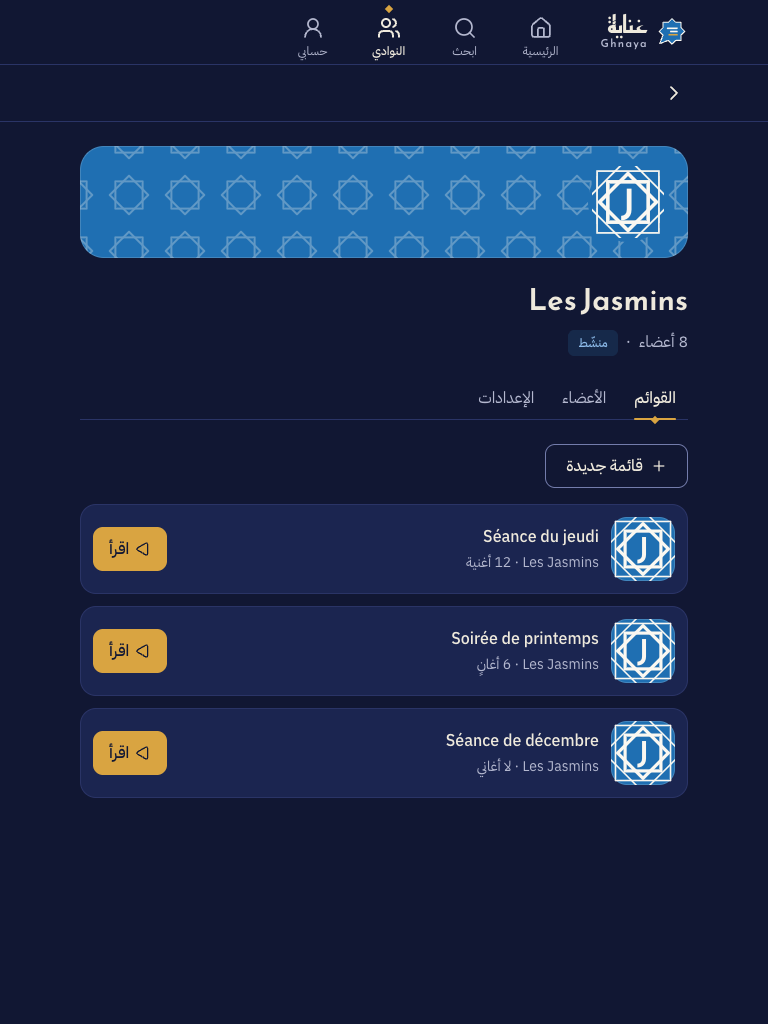 غناية
Ghnaya
الرئيسية
ابحث
النوادي
حسابي
J
Les Jasmins
8 أعضاء · منشّط
القوائم
الأعضاء
الإعدادات
+ قائمة جديدة
J
Séance du jeudi
Les Jasmins · 12 أغنية
اقرأ
J
Soirée de printemps
Les Jasmins · 6 أغانٍ
اقرأ
J
Séance de décembre
Les Jasmins · لا أغاني
اقرأ